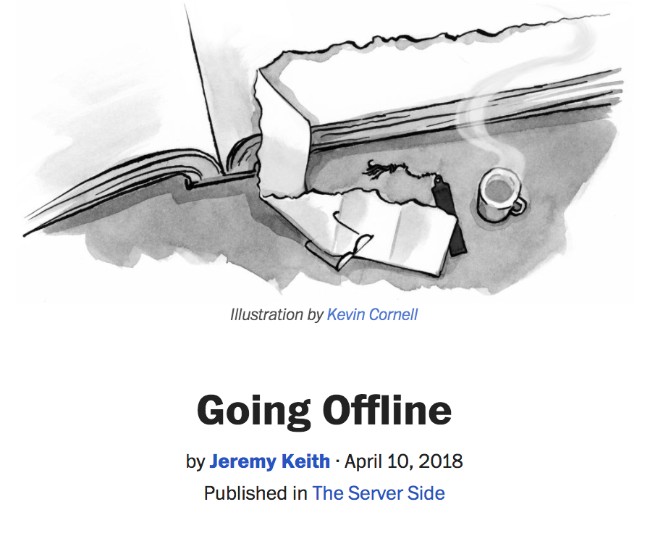 Illustration by Kevin Cornell
Going Offline
by Jeremy Keith · April 10, 2018
Published in The Server Side